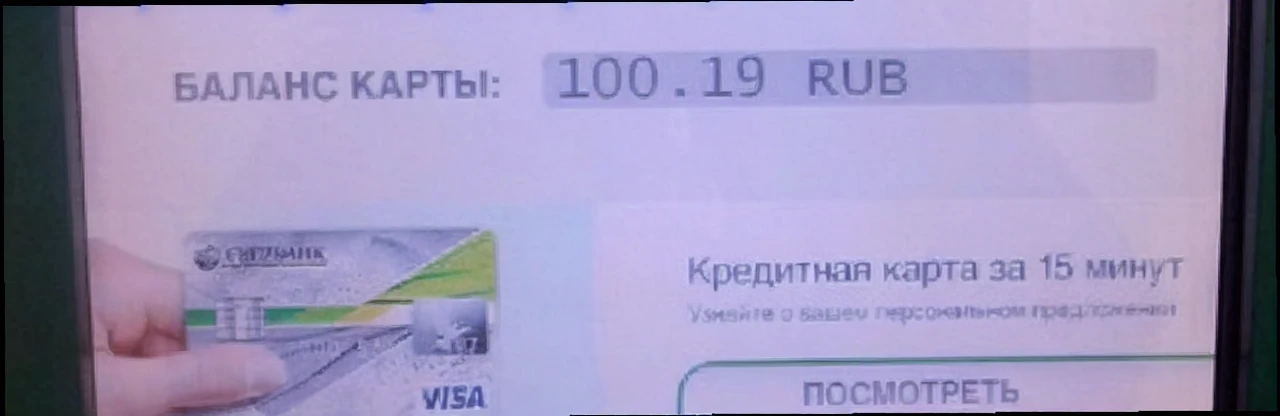 БАЛАНС КАРТЫ: 100.19 RUB
СБЕРБАНК
Кредитная карта за 15 минут
Узнайте о вашем персональном предложении
VISA
ПОСМОТРЕТЬ